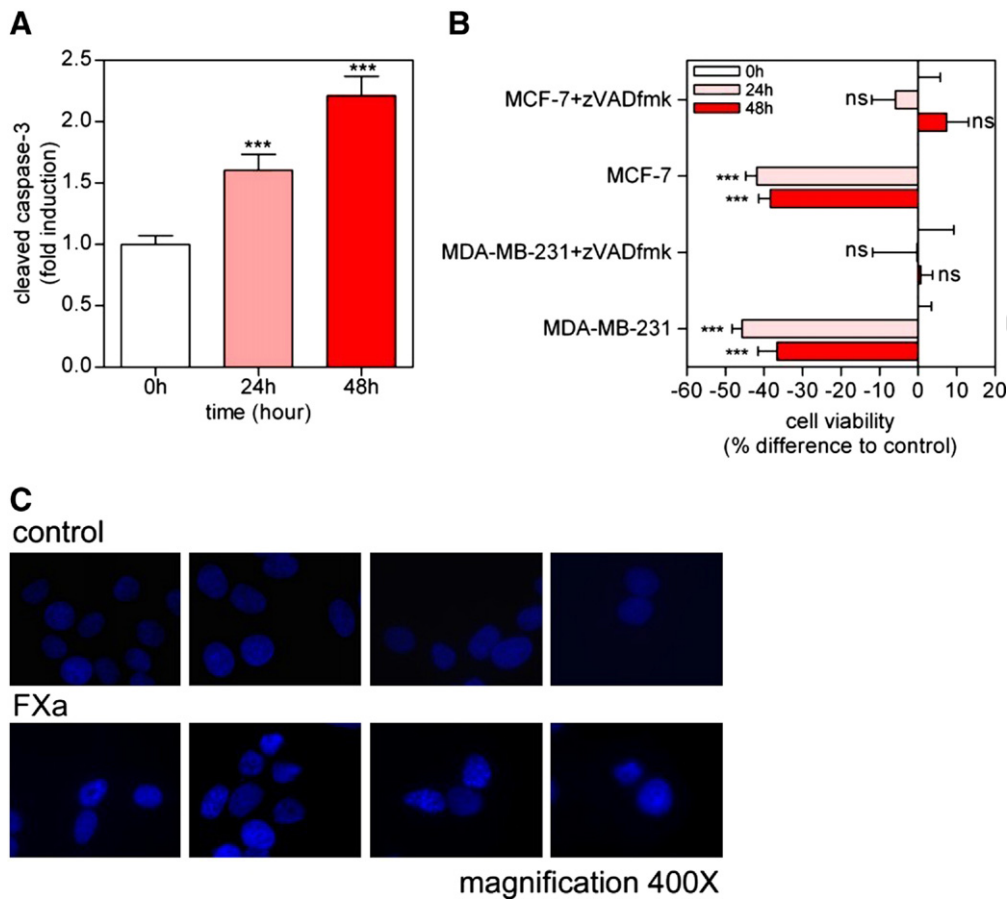 A
cleaved caspase-3
(fold induction)
2.5
2.0
1.5
1.0
0.5
0.0
***
***
0h
24h
48h
time (hour)
B
0h
24h
48h
MCF-7+zVADfmk
MCF-7
MDA-MB-231+zVADfmk
MDA-MB-231
ns
ns
***
***
ns
ns
***
***
-60 -50 -40 -30 -20 -10 0 10 20
cell viability
(% difference to control)
C
control
FXa
magnification 400X